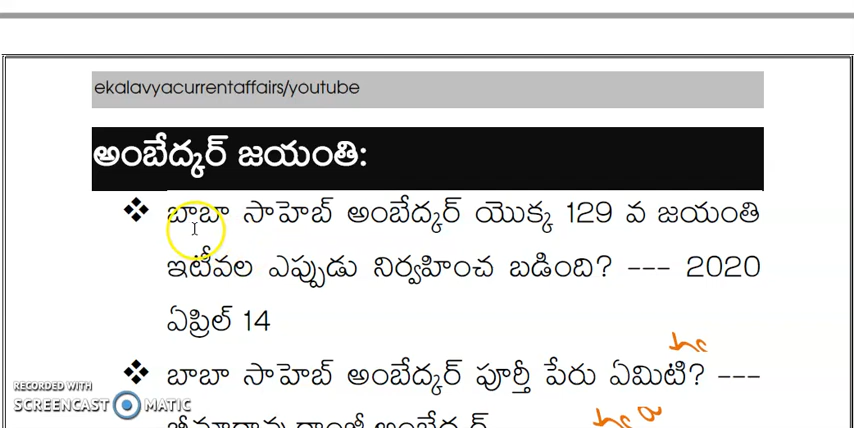 ekalavyacurrentaffairs/youtube
అంబేద్కర్ జయంతి:
❖ బాబా సాహెబ్ అంబేద్కర్ యొక్క 129 వ జయంతి
ఇటీవల ఎప్పుడు నిర్వహించ బడింది? --- 2020
ఏప్రిల్ 14
❖ బాబా సాహెబ్ అంబేద్కర్ పూర్తీ పేరు ఏమిటి? ---
RECORDED WITH
SCREENCAST MATIC